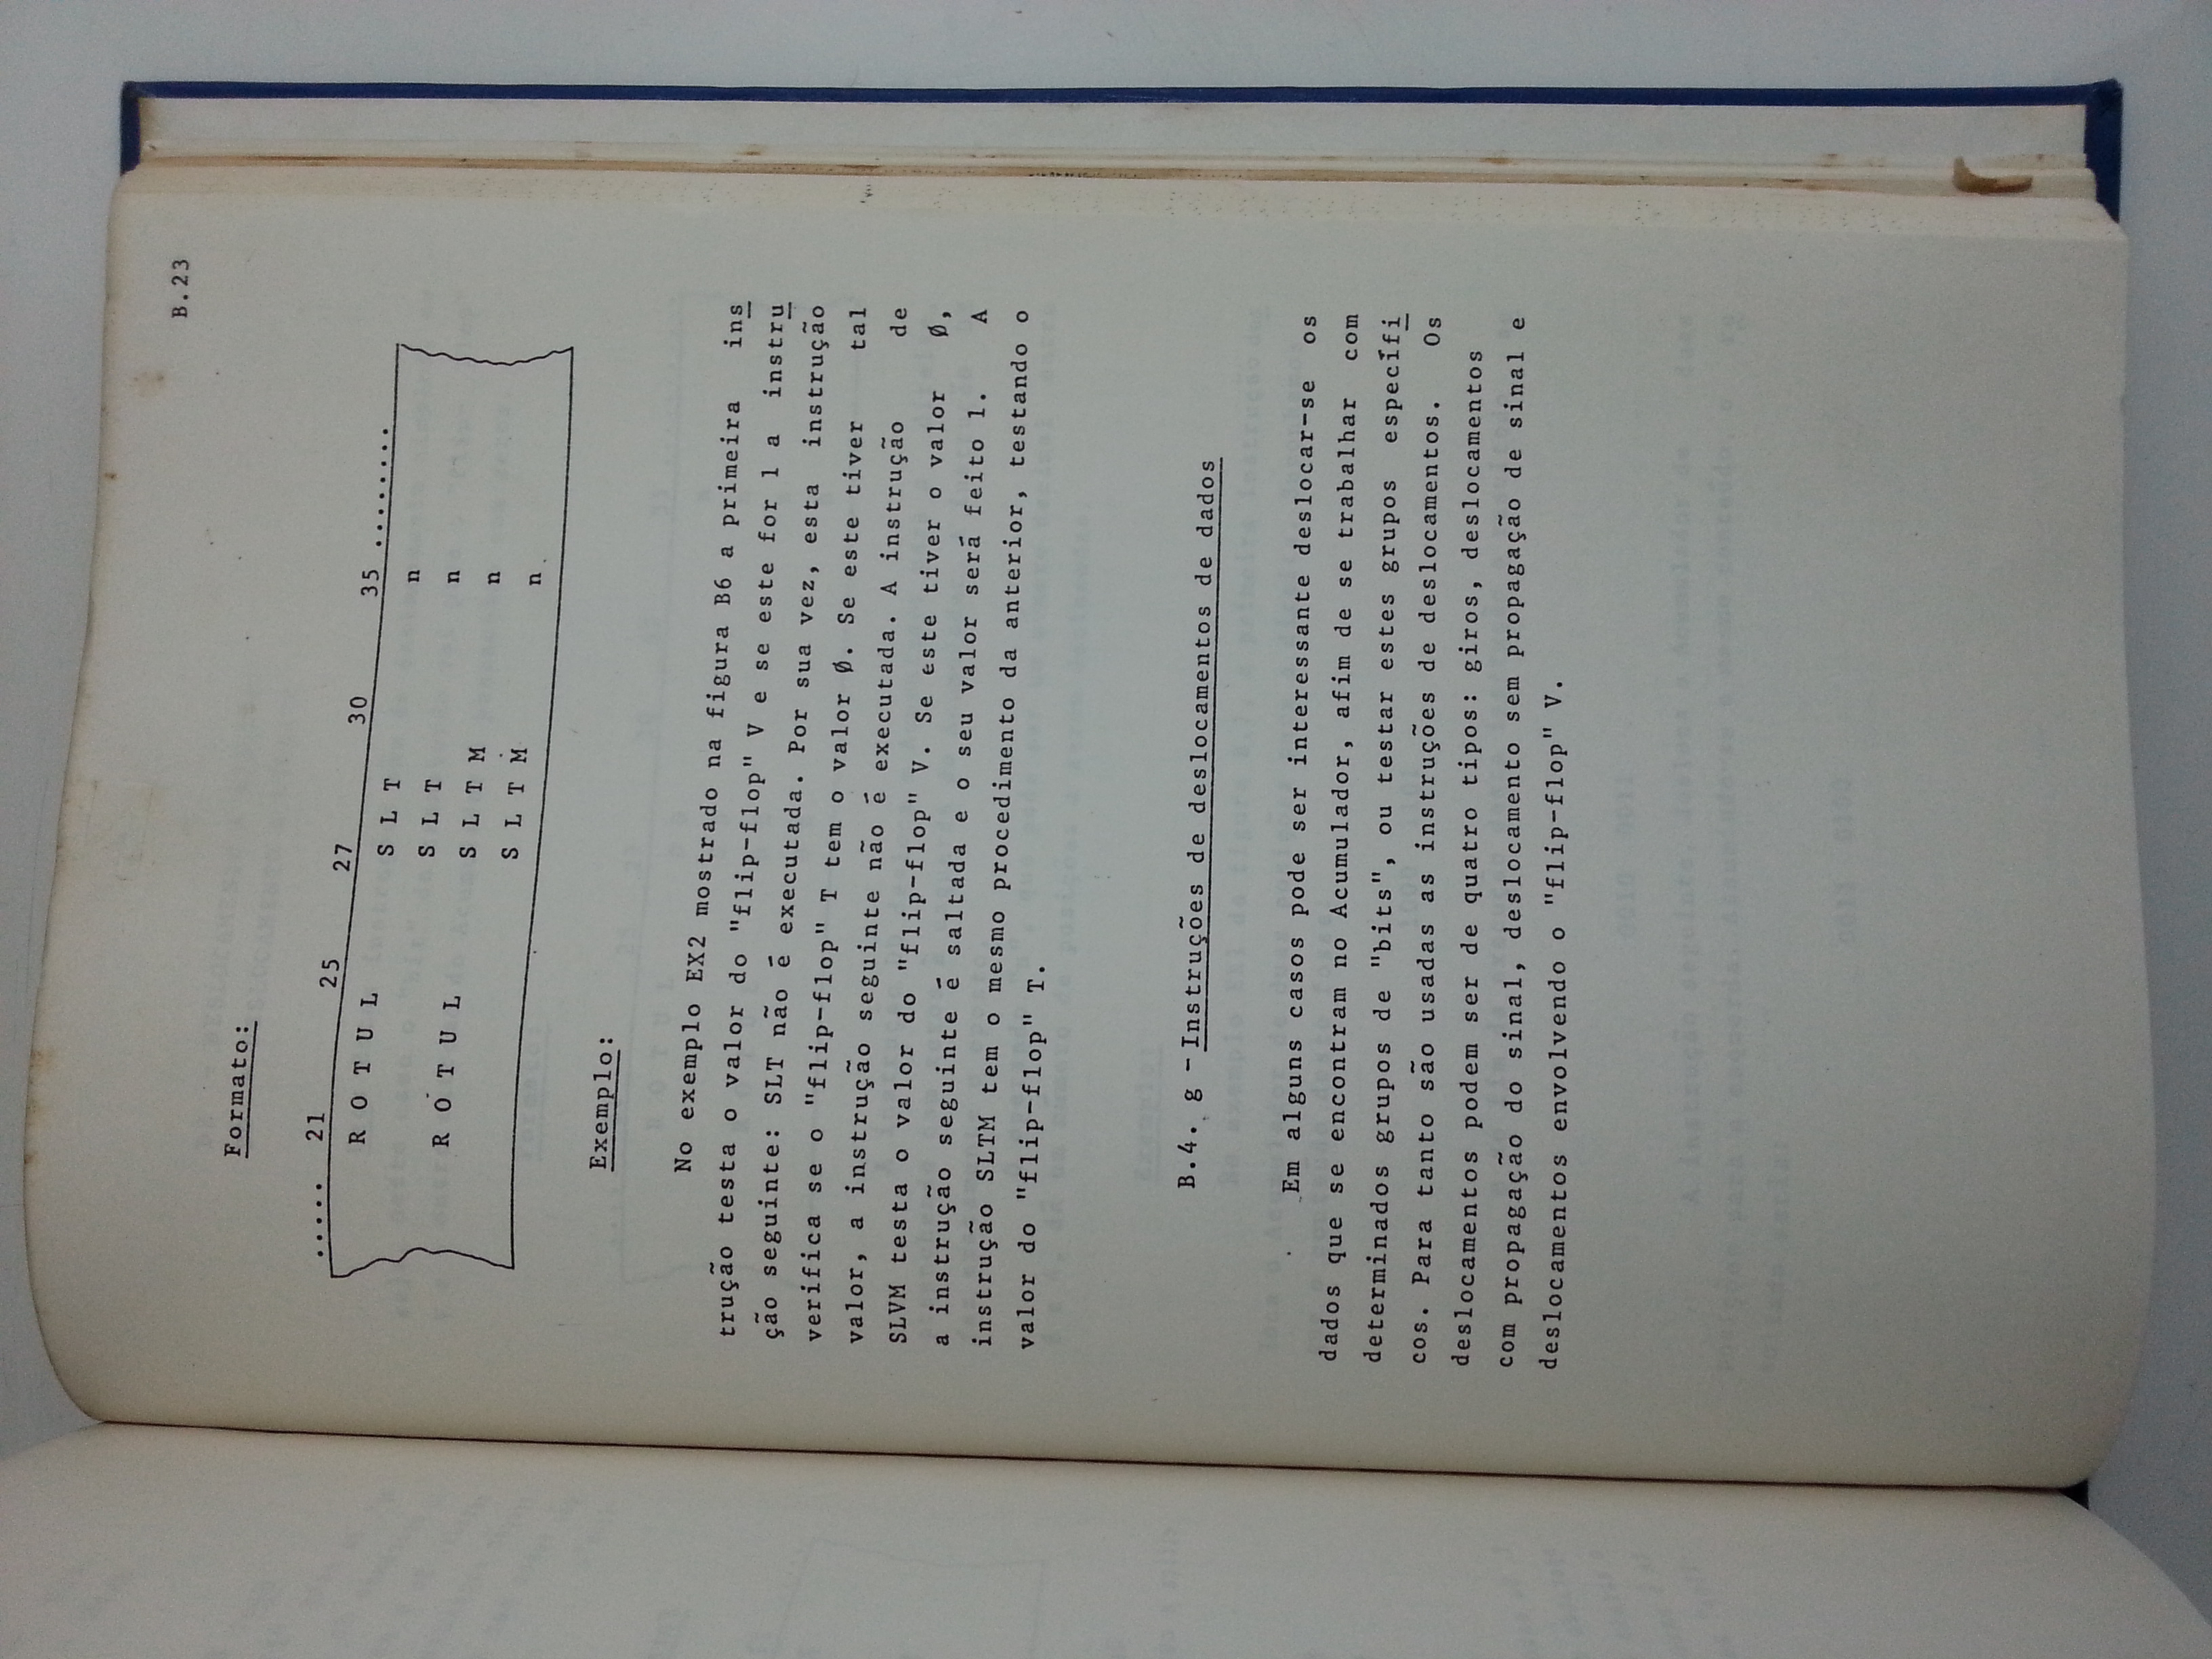 B.23
Formato:
..... 21 25 27 30 35 ........
R O T U L S L T n
S L T n
R O T U L S L T M n
S L T M n
Exemplo:
No exemplo EX2 mostrado na figura B6 a primeira ins
trução testa o valor do "flip-flop" V e se este for 1 a instru
ção seguinte: SLT não é executada. Por sua vez, esta instrução
verifica se o "flip-flop" T tem o valor Ø. Se este tiver tal
valor, a instrução seguinte não é executada. A instrução de
SLVM testa o valor do "flip-flop" V. Se este tiver o valor Ø,
a instrução seguinte é saltada e o seu valor será feito 1. A
instrução SLTM tem o mesmo procedimento da anterior, testando o
valor do "flip-flop" T.
B.4. g - Instruções de deslocamentos de dados
Em alguns casos pode ser interessante deslocar-se os
dados que se encontram no Acumulador, afim de se trabalhar com
determinados grupos de "bits", ou testar estes grupos específi
cos. Para tanto são usadas as instruções de deslocamentos. Os
deslocamentos podem ser de quatro tipos: giros, deslocamentos
com propagação do sinal, deslocamento sem propagação de sinal e
deslocamentos envolvendo o "flip-flop" V.